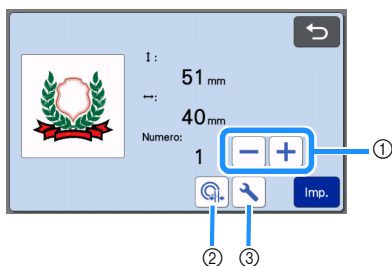 ↕:
51 mm
↔:
40 mm
Numero:
1 − +
Imp.
①
② ③